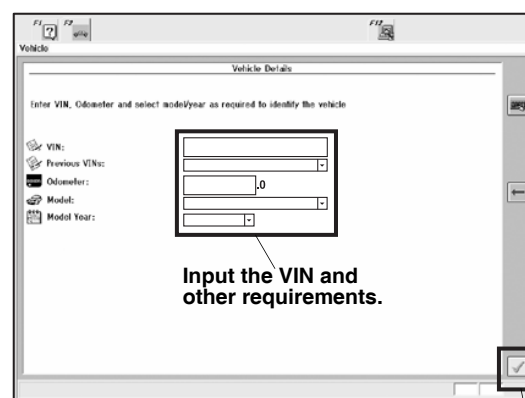 F1 F2 F12
Vehicle
Vehicle Details
Enter VIN, Odometer and select model/year as required to identify the vehicle
VIN:
Previous VINs:
Odometer:
.0
Model:
Model Year:
Input the VIN and
other requirements.